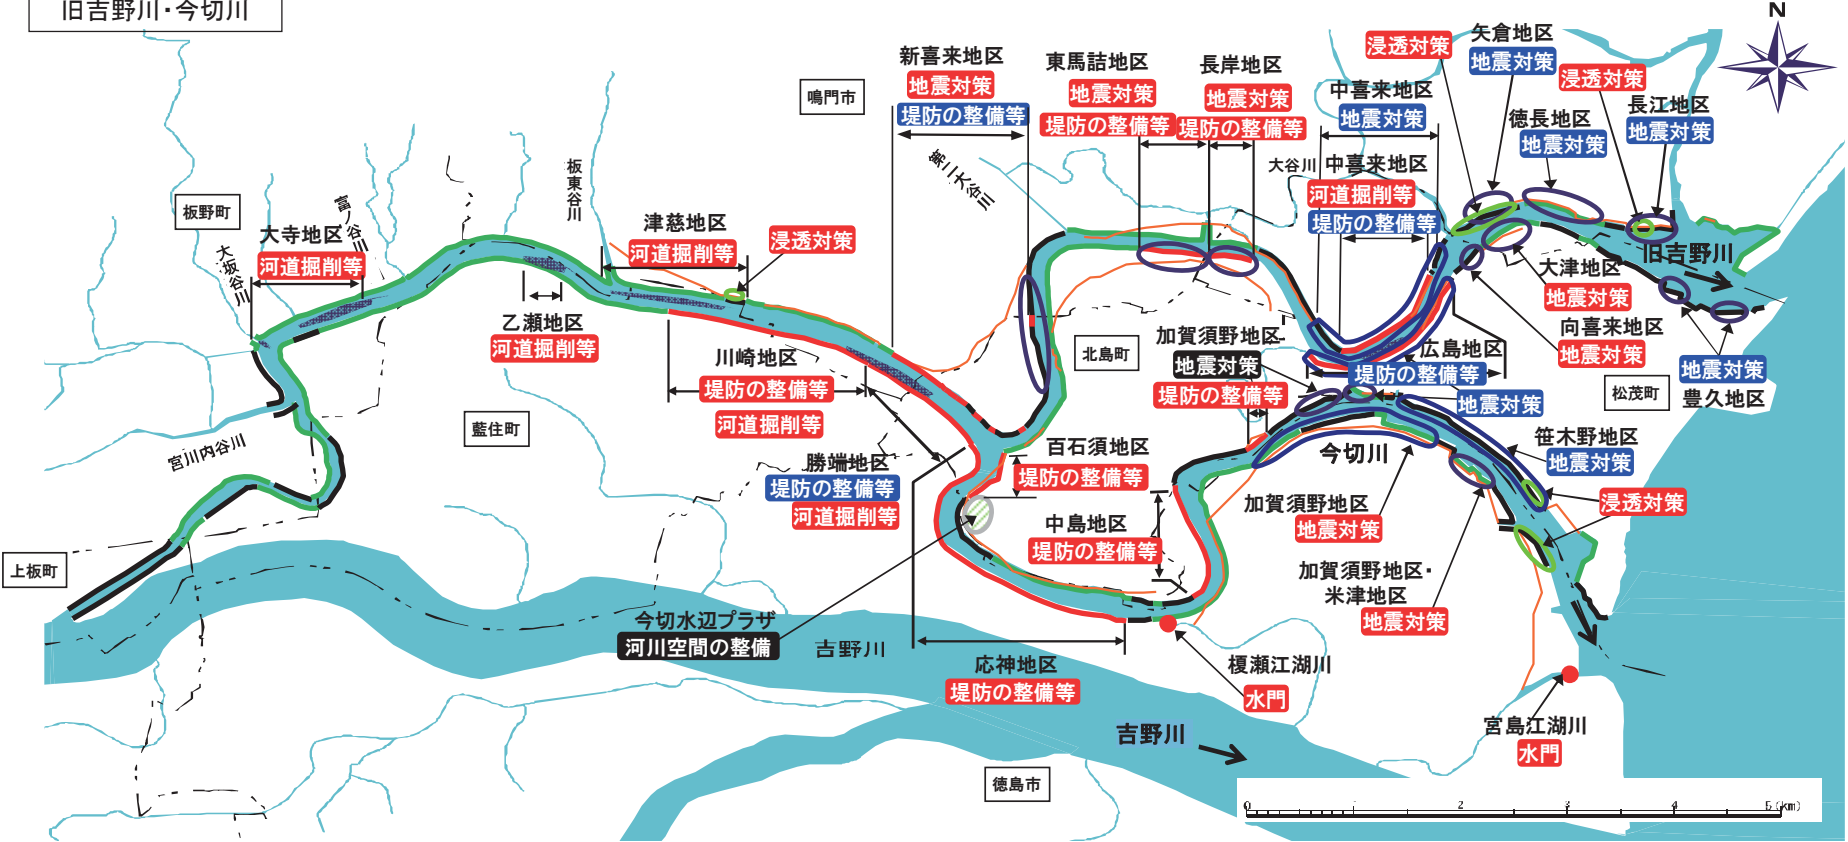 旧吉野川・今切川
N
新喜来地区
地震対策
堤防の整備等
東馬詰地区
地震対策
堤防の整備等
長岸地区
地震対策
堤防の整備等
浸透対策
矢倉地区
地震対策
浸透対策
中喜来地区
地震対策
徳長地区
地震対策
長江地区
地震対策
鳴門市
板野町
大寺地区
河道掘削等
富ノ谷川
大坂谷川
板東谷川
津慈地区
河道掘削等
浸透対策
第二大谷川
大谷川
中喜来地区
河道掘削等
堤防の整備等
旧吉野川
大津地区
地震対策
向喜来地区
地震対策
地震対策
豊久地区
乙瀬地区
河道掘削等
川崎地区
堤防の整備等
河道掘削等
北島町
加賀須野地区
地震対策
堤防の整備等
広島地区
堤防の整備等
地震対策
松茂町
藍住町
宮川内谷川
勝端地区
堤防の整備等
河道掘削等
百石須地区
堤防の整備等
中島地区
堤防の整備等
今切川
笹木野地区
地震対策
浸透対策
加賀須野地区
地震対策
加賀須野地区・
米津地区
地震対策
上板町
今切水辺プラザ
河川空間の整備
吉野川
応神地区
堤防の整備等
榎瀬江湖川
水門
宮島江湖川
水門
吉野川
徳島市
0 1 2 3 4 5(km)